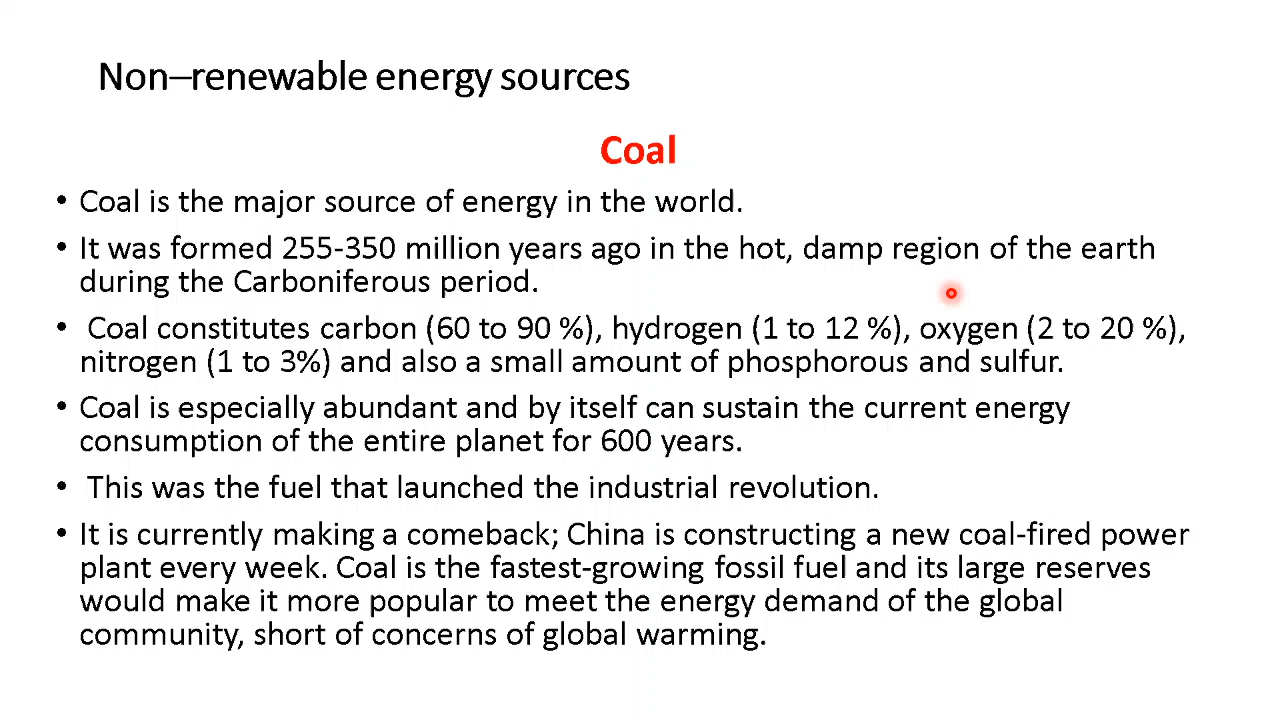 Non–renewable energy sources
Coal
• Coal is the major source of energy in the world.
• It was formed 255-350 million years ago in the hot, damp region of the earth
during the Carboniferous period.
• Coal constitutes carbon (60 to 90 %), hydrogen (1 to 12 %), oxygen (2 to 20 %),
nitrogen (1 to 3%) and also a small amount of phosphorous and sulfur.
• Coal is especially abundant and by itself can sustain the current energy
consumption of the entire planet for 600 years.
• This was the fuel that launched the industrial revolution.
• It is currently making a comeback; China is constructing a new coal-fired power
plant every week. Coal is the fastest-growing fossil fuel and its large reserves
would make it more popular to meet the energy demand of the global
community, short of concerns of global warming.